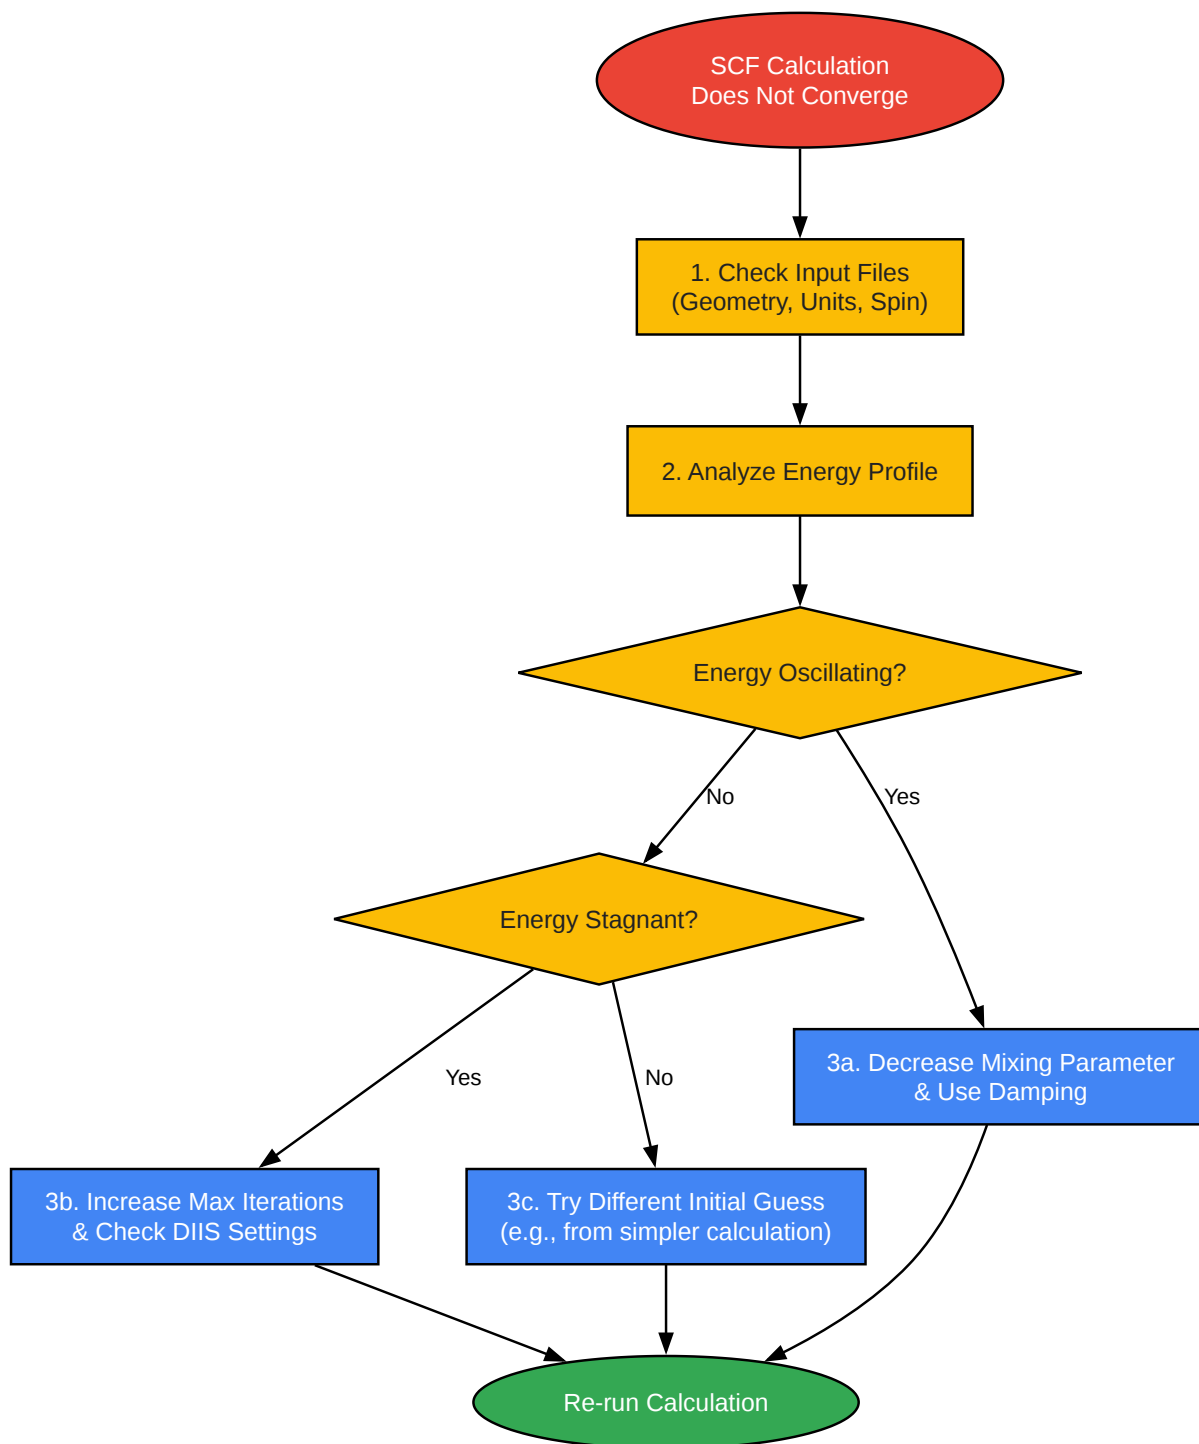 SCF Calculation
Does Not Converge
1. Check Input Files
(Geometry, Units, Spin)
2. Analyze Energy Profile
Energy Oscillating?
No
Yes
Energy Stagnant?
Yes
No
3a. Decrease Mixing Parameter
& Use Damping
3b. Increase Max Iterations
& Check DIIS Settings
3c. Try Different Initial Guess
(e.g., from simpler calculation)
Re-run Calculation